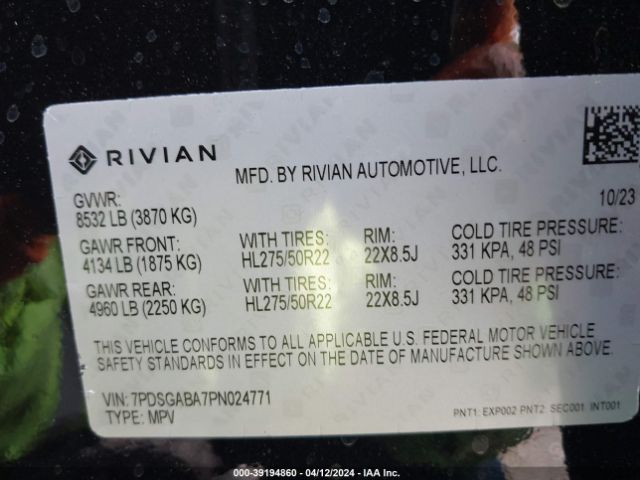 RIVIAN
MFD. BY RIVIAN AUTOMOTIVE, LLC.
10/23
GVWR:
8532 LB (3870 KG)
GAWR FRONT: WITH TIRES: RIM: COLD TIRE PRESSURE:
4134 LB (1875 KG) HL275/50R22 22X8.5J 331 KPA, 48 PSI
GAWR REAR: WITH TIRES: RIM: COLD TIRE PRESSURE:
4960 LB (2250 KG) HL275/50R22 22X8.5J 331 KPA, 48 PSI
THIS VEHICLE CONFORMS TO ALL APPLICABLE U.S. FEDERAL MOTOR VEHICLE
SAFETY STANDARDS IN EFFECT ON THE DATE OF MANUFACTURE SHOWN ABOVE.
VIN: 7PDSGABA7PN024771
TYPE: MPV
PNT1: EXP002 PNT2: SEC001 INT001
000-39194860 - 04/12/2024 - IAA Inc.